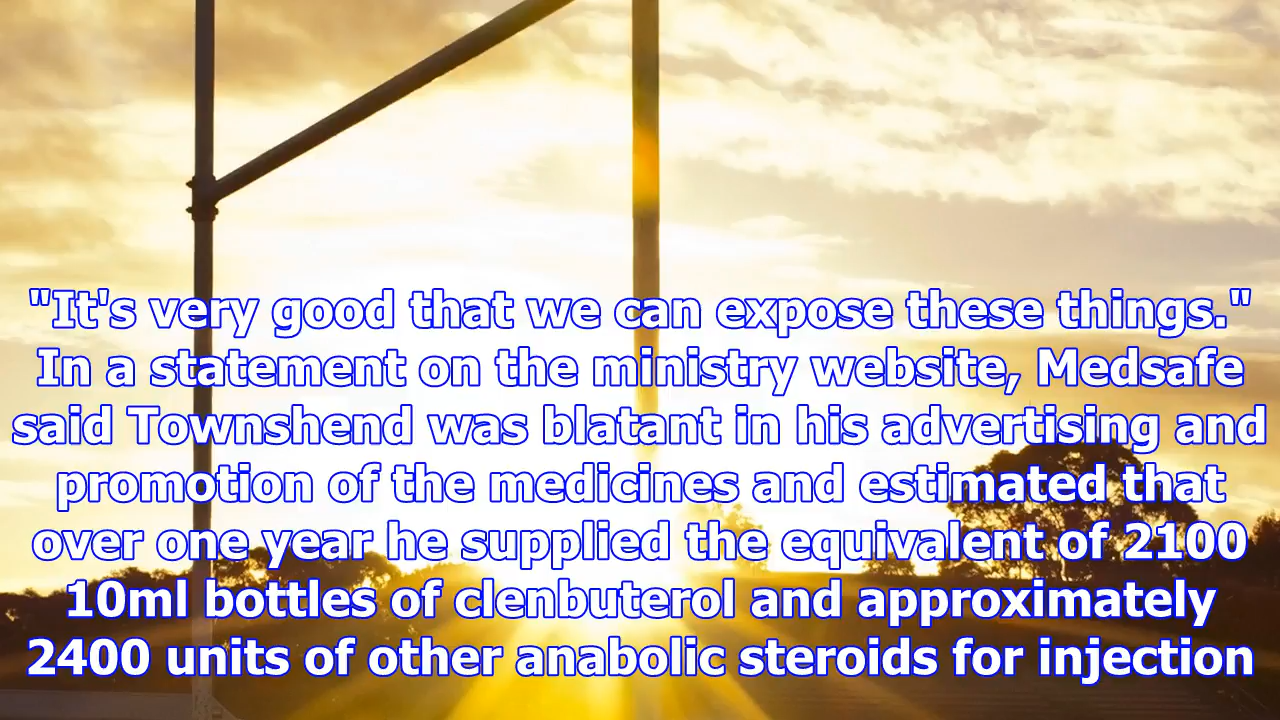 "It's very good that we can expose these things."
In a statement on the ministry website, Medsafe
said Townshend was blatant in his advertising and
promotion of the medicines and estimated that
over one year he supplied the equivalent of 2100
10ml bottles of clenbuterol and approximately
2400 units of other anabolic steroids for injection